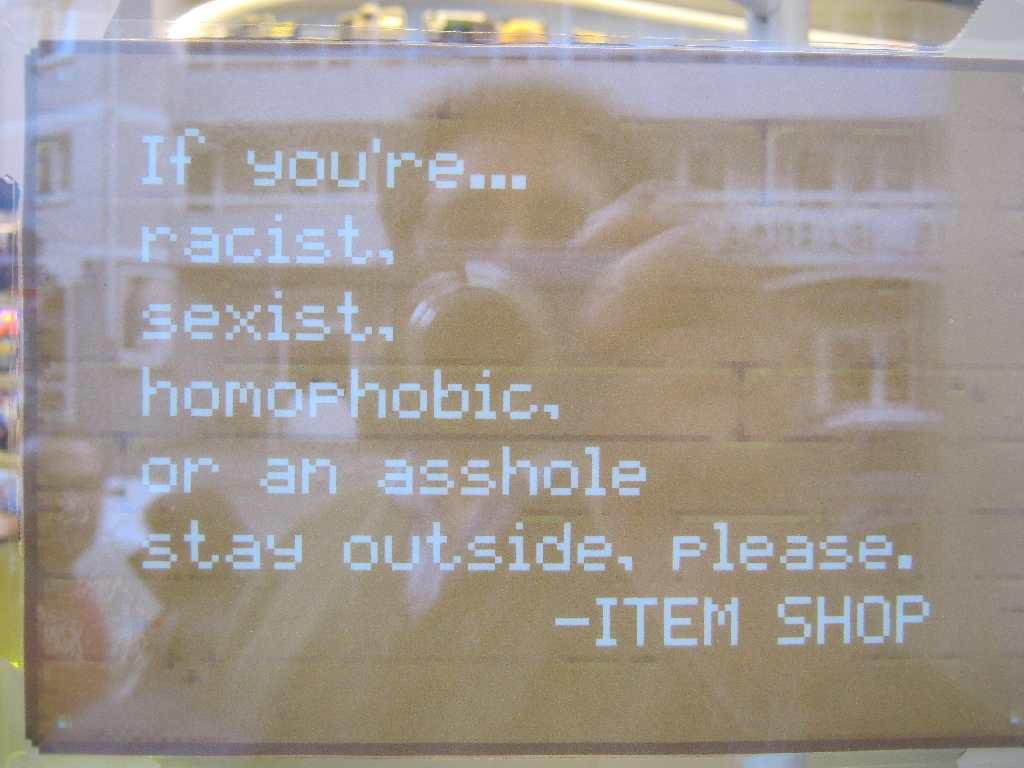 If you're...
racist,
sexist,
homophobic,
or an asshole
stay outside, please.
-ITEM SHOP